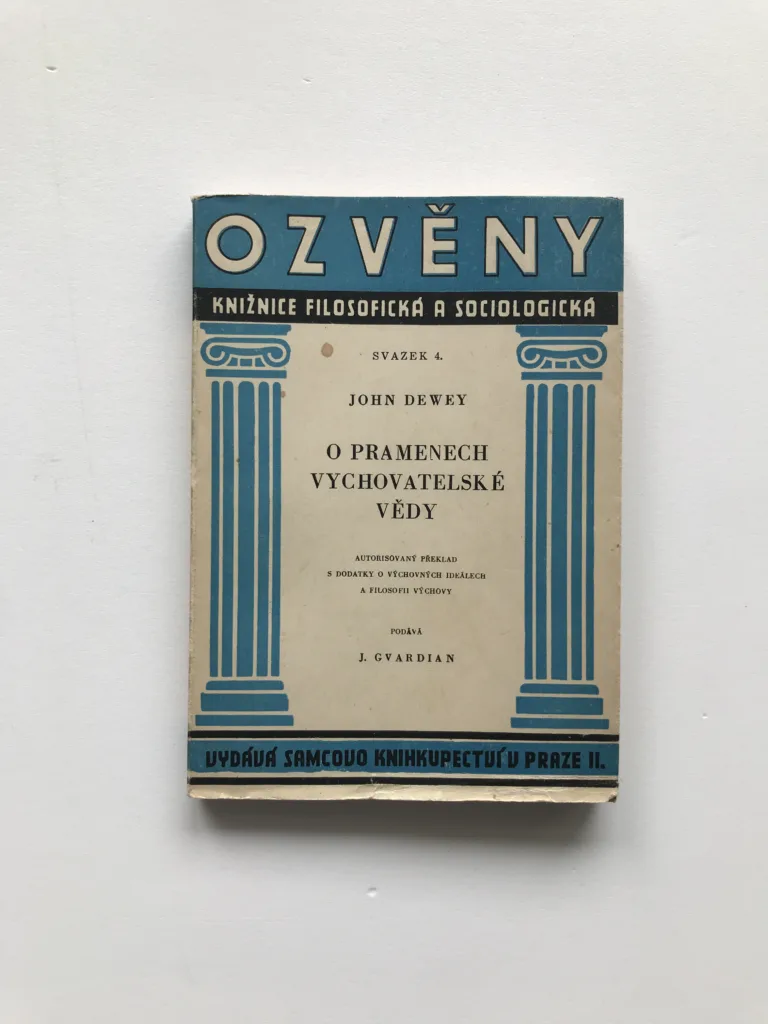 OZVĚNY
KNIŽNICE FILOSOFICKÁ A SOCIOLOGICKÁ
SVAZEK 4.
JOHN DEWEY
O PRAMENECH
VYCHOVATELSKÉ
VĚDY
AUTORISOVANÝ PŘEKLAD
S DODATKY O VÝCHOVNÝCH IDEÁLECH
A FILOSOFII VÝCHOVY
PODÁVÁ
J. GVARDIAN
VYDÁVÁ SAMCOVO KNIHKUPECTVÍ V PRAZE II.